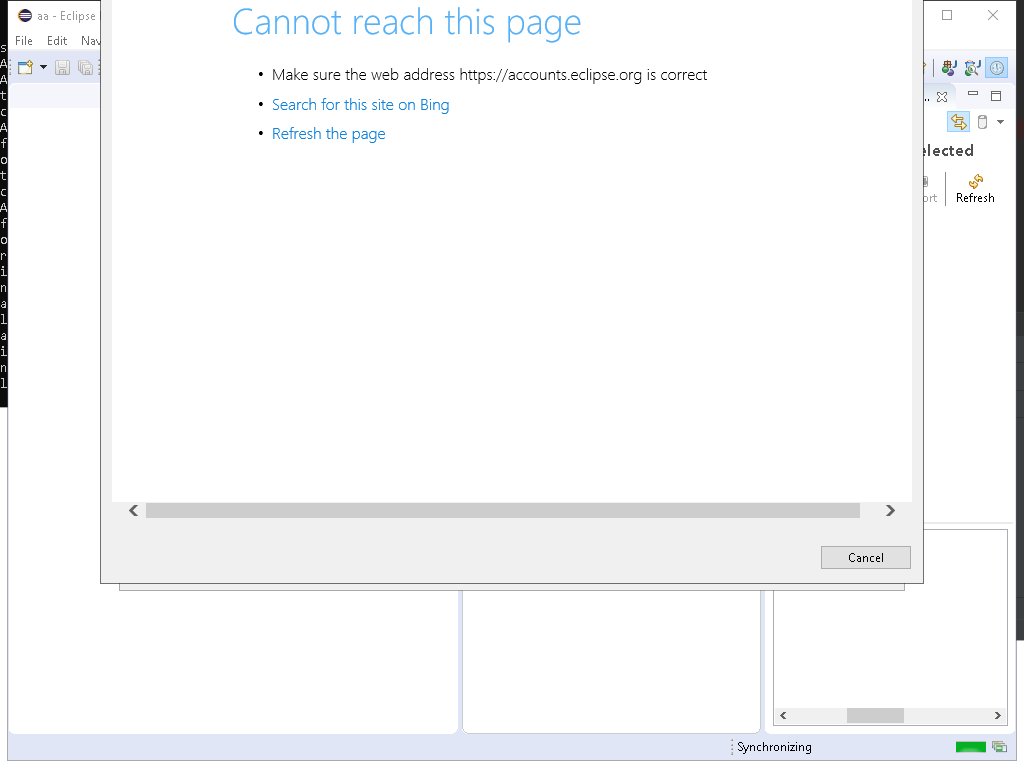 aa - Eclipse
Cannot reach this page
File Edit Nav
Make sure the web address https://accounts.eclipse.org is correct
Search for this site on Bing
Refresh the page
elected
ort Refresh
Cancel
Synchronizing